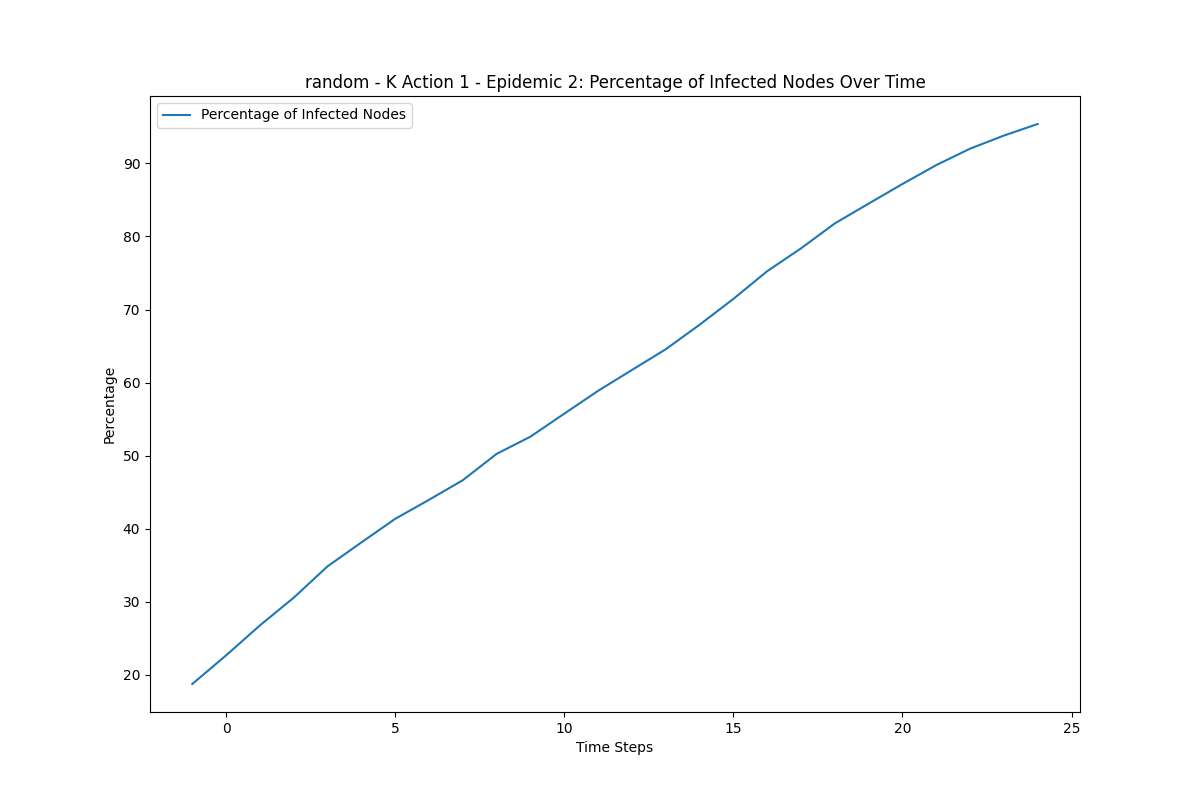 random - K Action 1 - Epidemic 2: Percentage of Infected Nodes Over Time
Percentage of Infected Nodes
90
80
70
60
50
40
30
20
Percentage
0 5 10 15 20 25
Time Steps